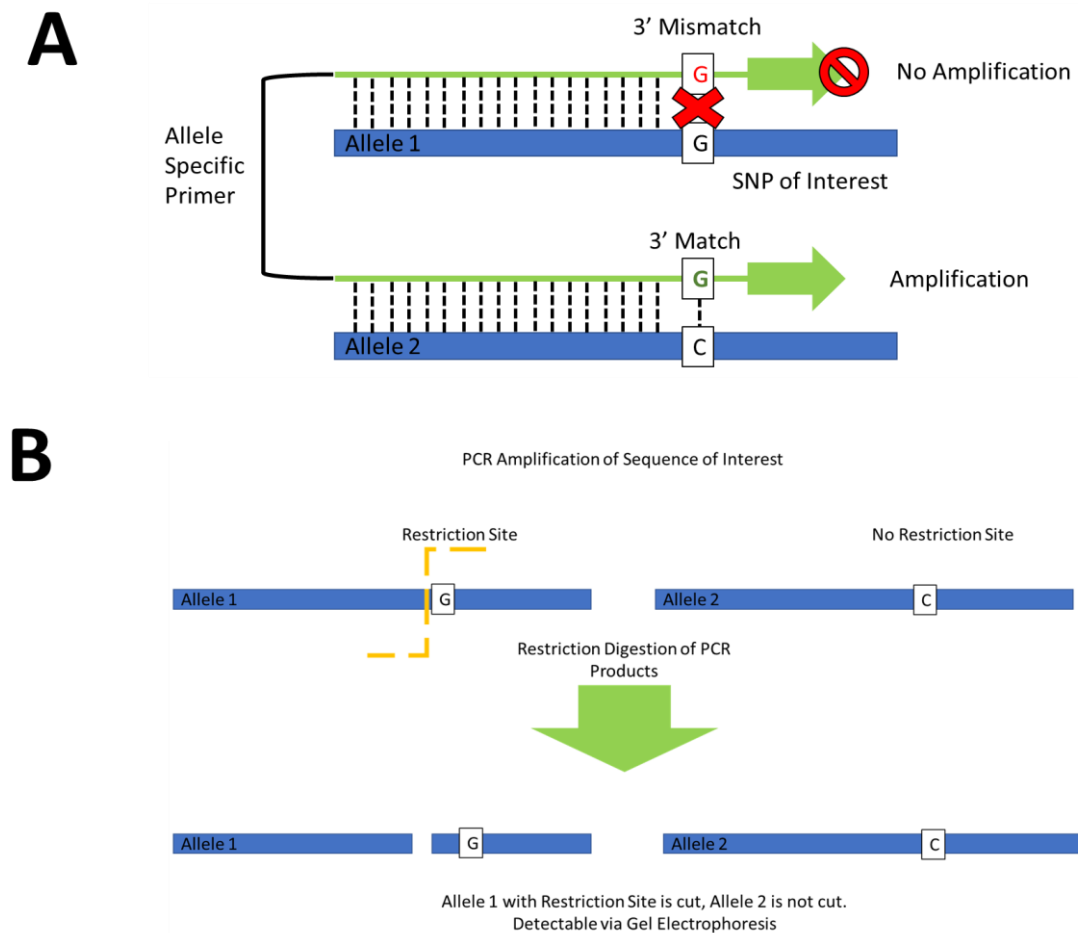 A
3’ Mismatch
G
No Amplification
Allele
Specific
Primer
Allele 1
G
SNP of Interest
3’ Match
G
Amplification
Allele 2
C
B
PCR Amplification of Sequence of Interest
Restriction Site
No Restriction Site
Allele 1
G
Allele 2
C
Restriction Digestion of PCR
Products
Allele 1
G
Allele 2
C
Allele 1 with Restriction Site is cut, Allele 2 is not cut.
Detectable via Gel Electrophoresis